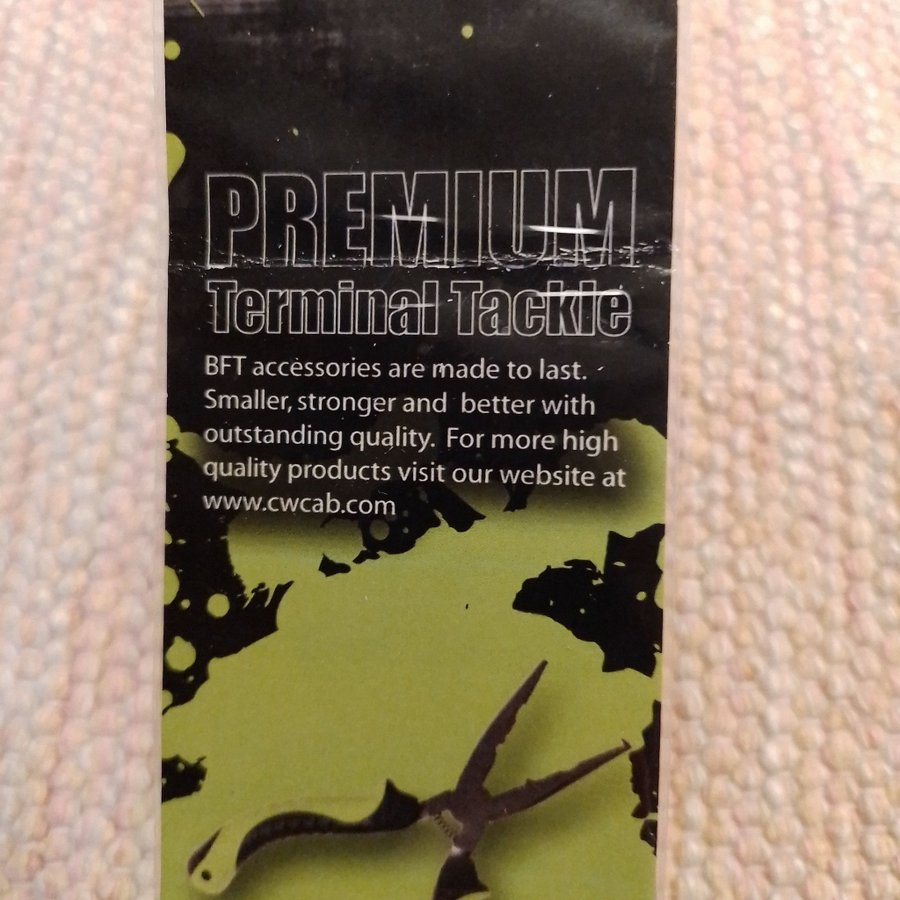 PREMIUM
Terminal Tackle
BFT accessories are made to last.
Smaller, stronger and better with
outstanding quality. For more high
quality products visit our website at
www.cwcab.com